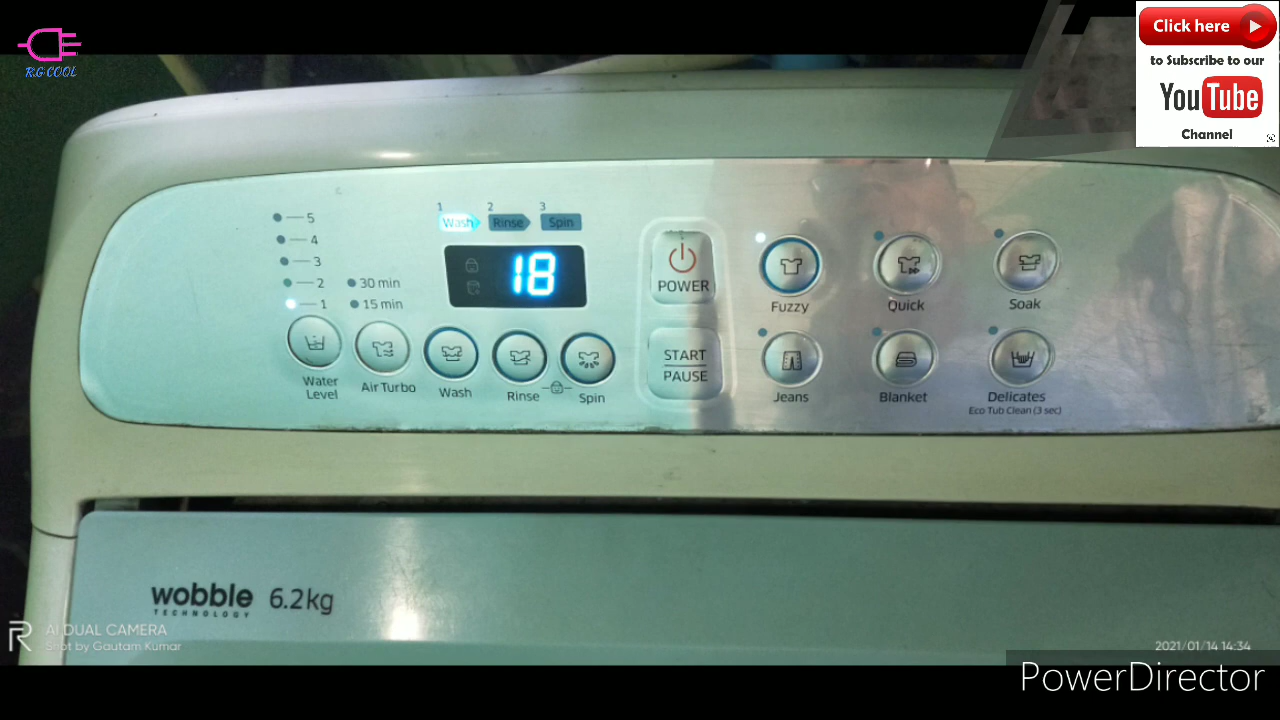 R.G COOL
Click here
to Subscribe to our
YouTube
Channel
5
4
3
2
1
30 min
15 min
1 2 3
Wash Rinse Spin
18
POWER
START
PAUSE
Water
Level
Air Turbo
Wash
Rinse
Spin
Fuzzy
Quick
Soak
Jeans
Blanket
Delicates
Eco Tub Clean (3 sec)
wobble
TECHNOLOGY
6.2kg
R
AI DUAL CAMERA
Shot by Gautam Kumar
2021/01/14 14:34
PowerDirector